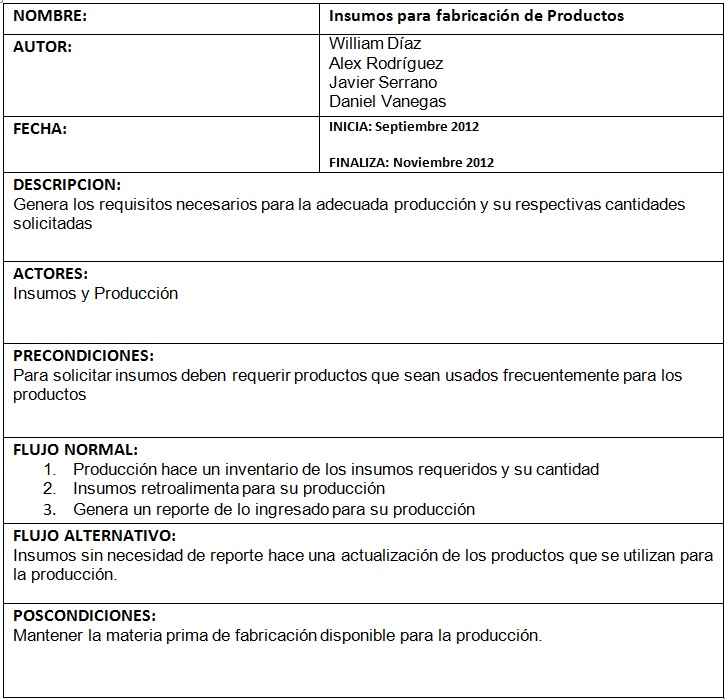 NOMBRE: Insumos para fabricación de Productos
AUTOR: William Díaz
Alex Rodríguez
Javier Serrano
Daniel Vanegas
FECHA: INICIA: Septiembre 2012
FINALIZA: Noviembre 2012
DESCRIPCION:
Genera los requisitos necesarios para la adecuada producción y su respectivas cantidades
solicitadas
ACTORES:
Insumos y Producción
PRECONDICIONES:
Para solicitar insumos deben requerir productos que sean usados frecuentemente para los
productos
FLUJO NORMAL:
1. Producción hace un inventario de los insumos requeridos y su cantidad
2. Insumos retroalimenta para su producción
3. Genera un reporte de lo ingresado para su producción
FLUJO ALTERNATIVO:
Insumos sin necesidad de reporte hace una actualización de los productos que se utilizan para
la producción.
POSCONDICIONES:
Mantener la materia prima de fabricación disponible para la producción.